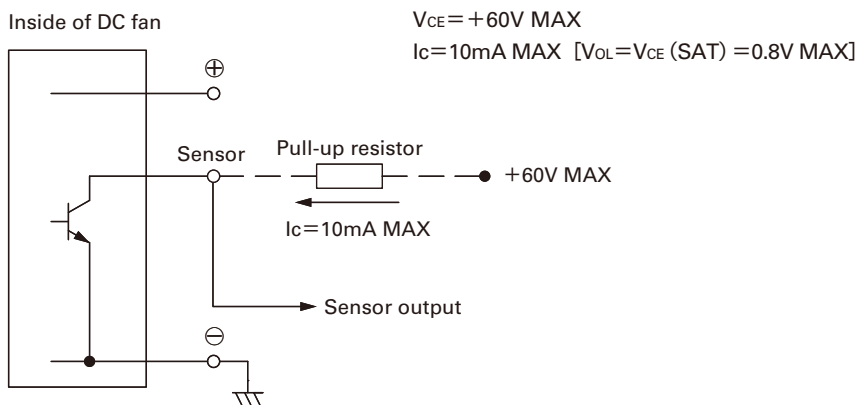 Inside of DC fan
VCE=+60V MAX
Ic=10mA MAX [VOL=VCE (SAT) =0.8V MAX]
⊕
Sensor
Pull-up resistor
+60V MAX
Ic=10mA MAX
Sensor output
⊖